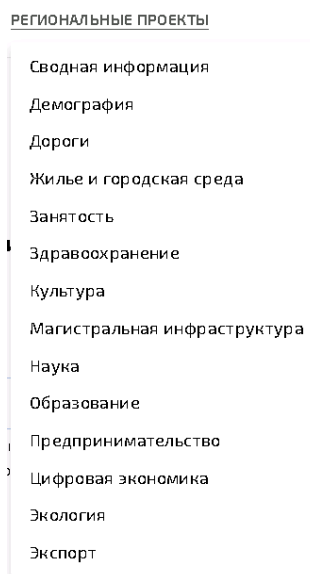 РЕГИОНАЛЬНЫЕ ПРОЕКТЫ
Сводная информация
Демография
Дороги
Жилье и городская среда
Занятость
Здравоохранение
Культура
Магистральная инфраструктура
Наука
Образование
Предпринимательство
Цифровая экономика
Экология
Экспорт